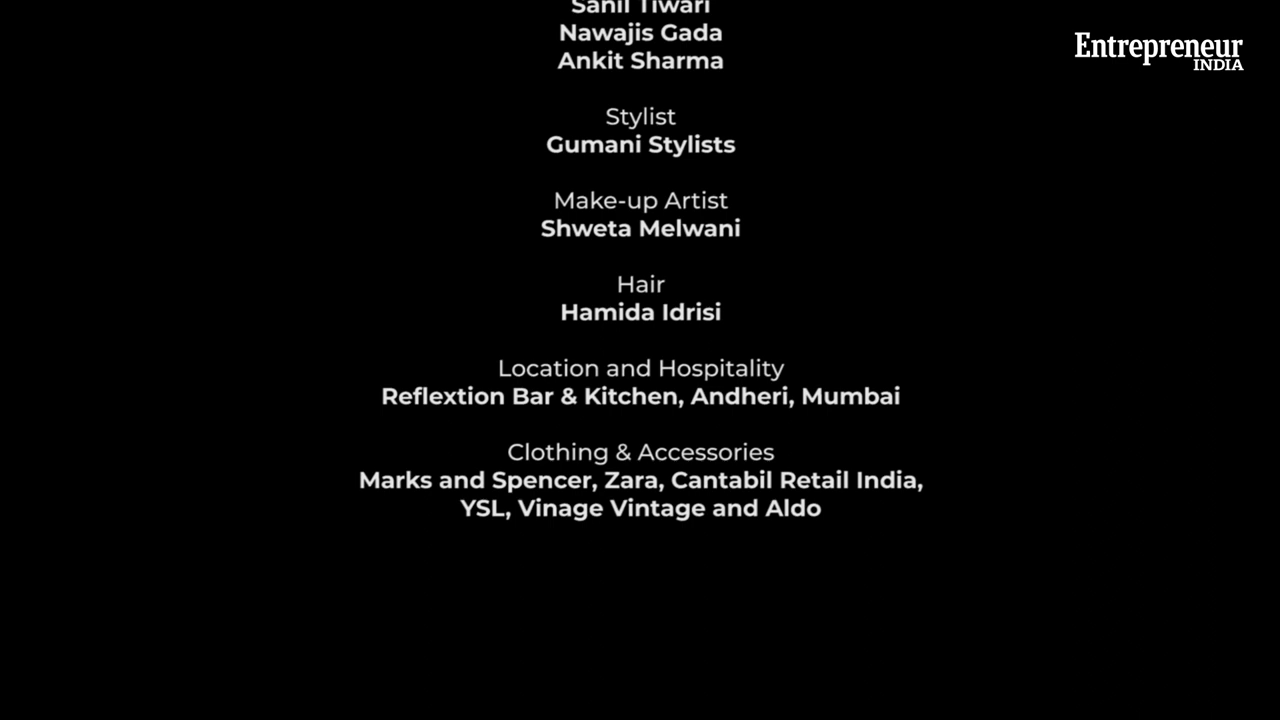 Sahil Tiwari
Nawajis Gada
Ankit Sharma
Entrepreneur
INDIA
Stylist
Gumani Stylists
Make-up Artist
Shweta Melwani
Hair
Hamida Idrisi
Location and Hospitality
Reflextion Bar & Kitchen, Andheri, Mumbai
Clothing & Accessories
Marks and Spencer, Zara, Cantabil Retail India,
YSL, Vinage Vintage and Aldo